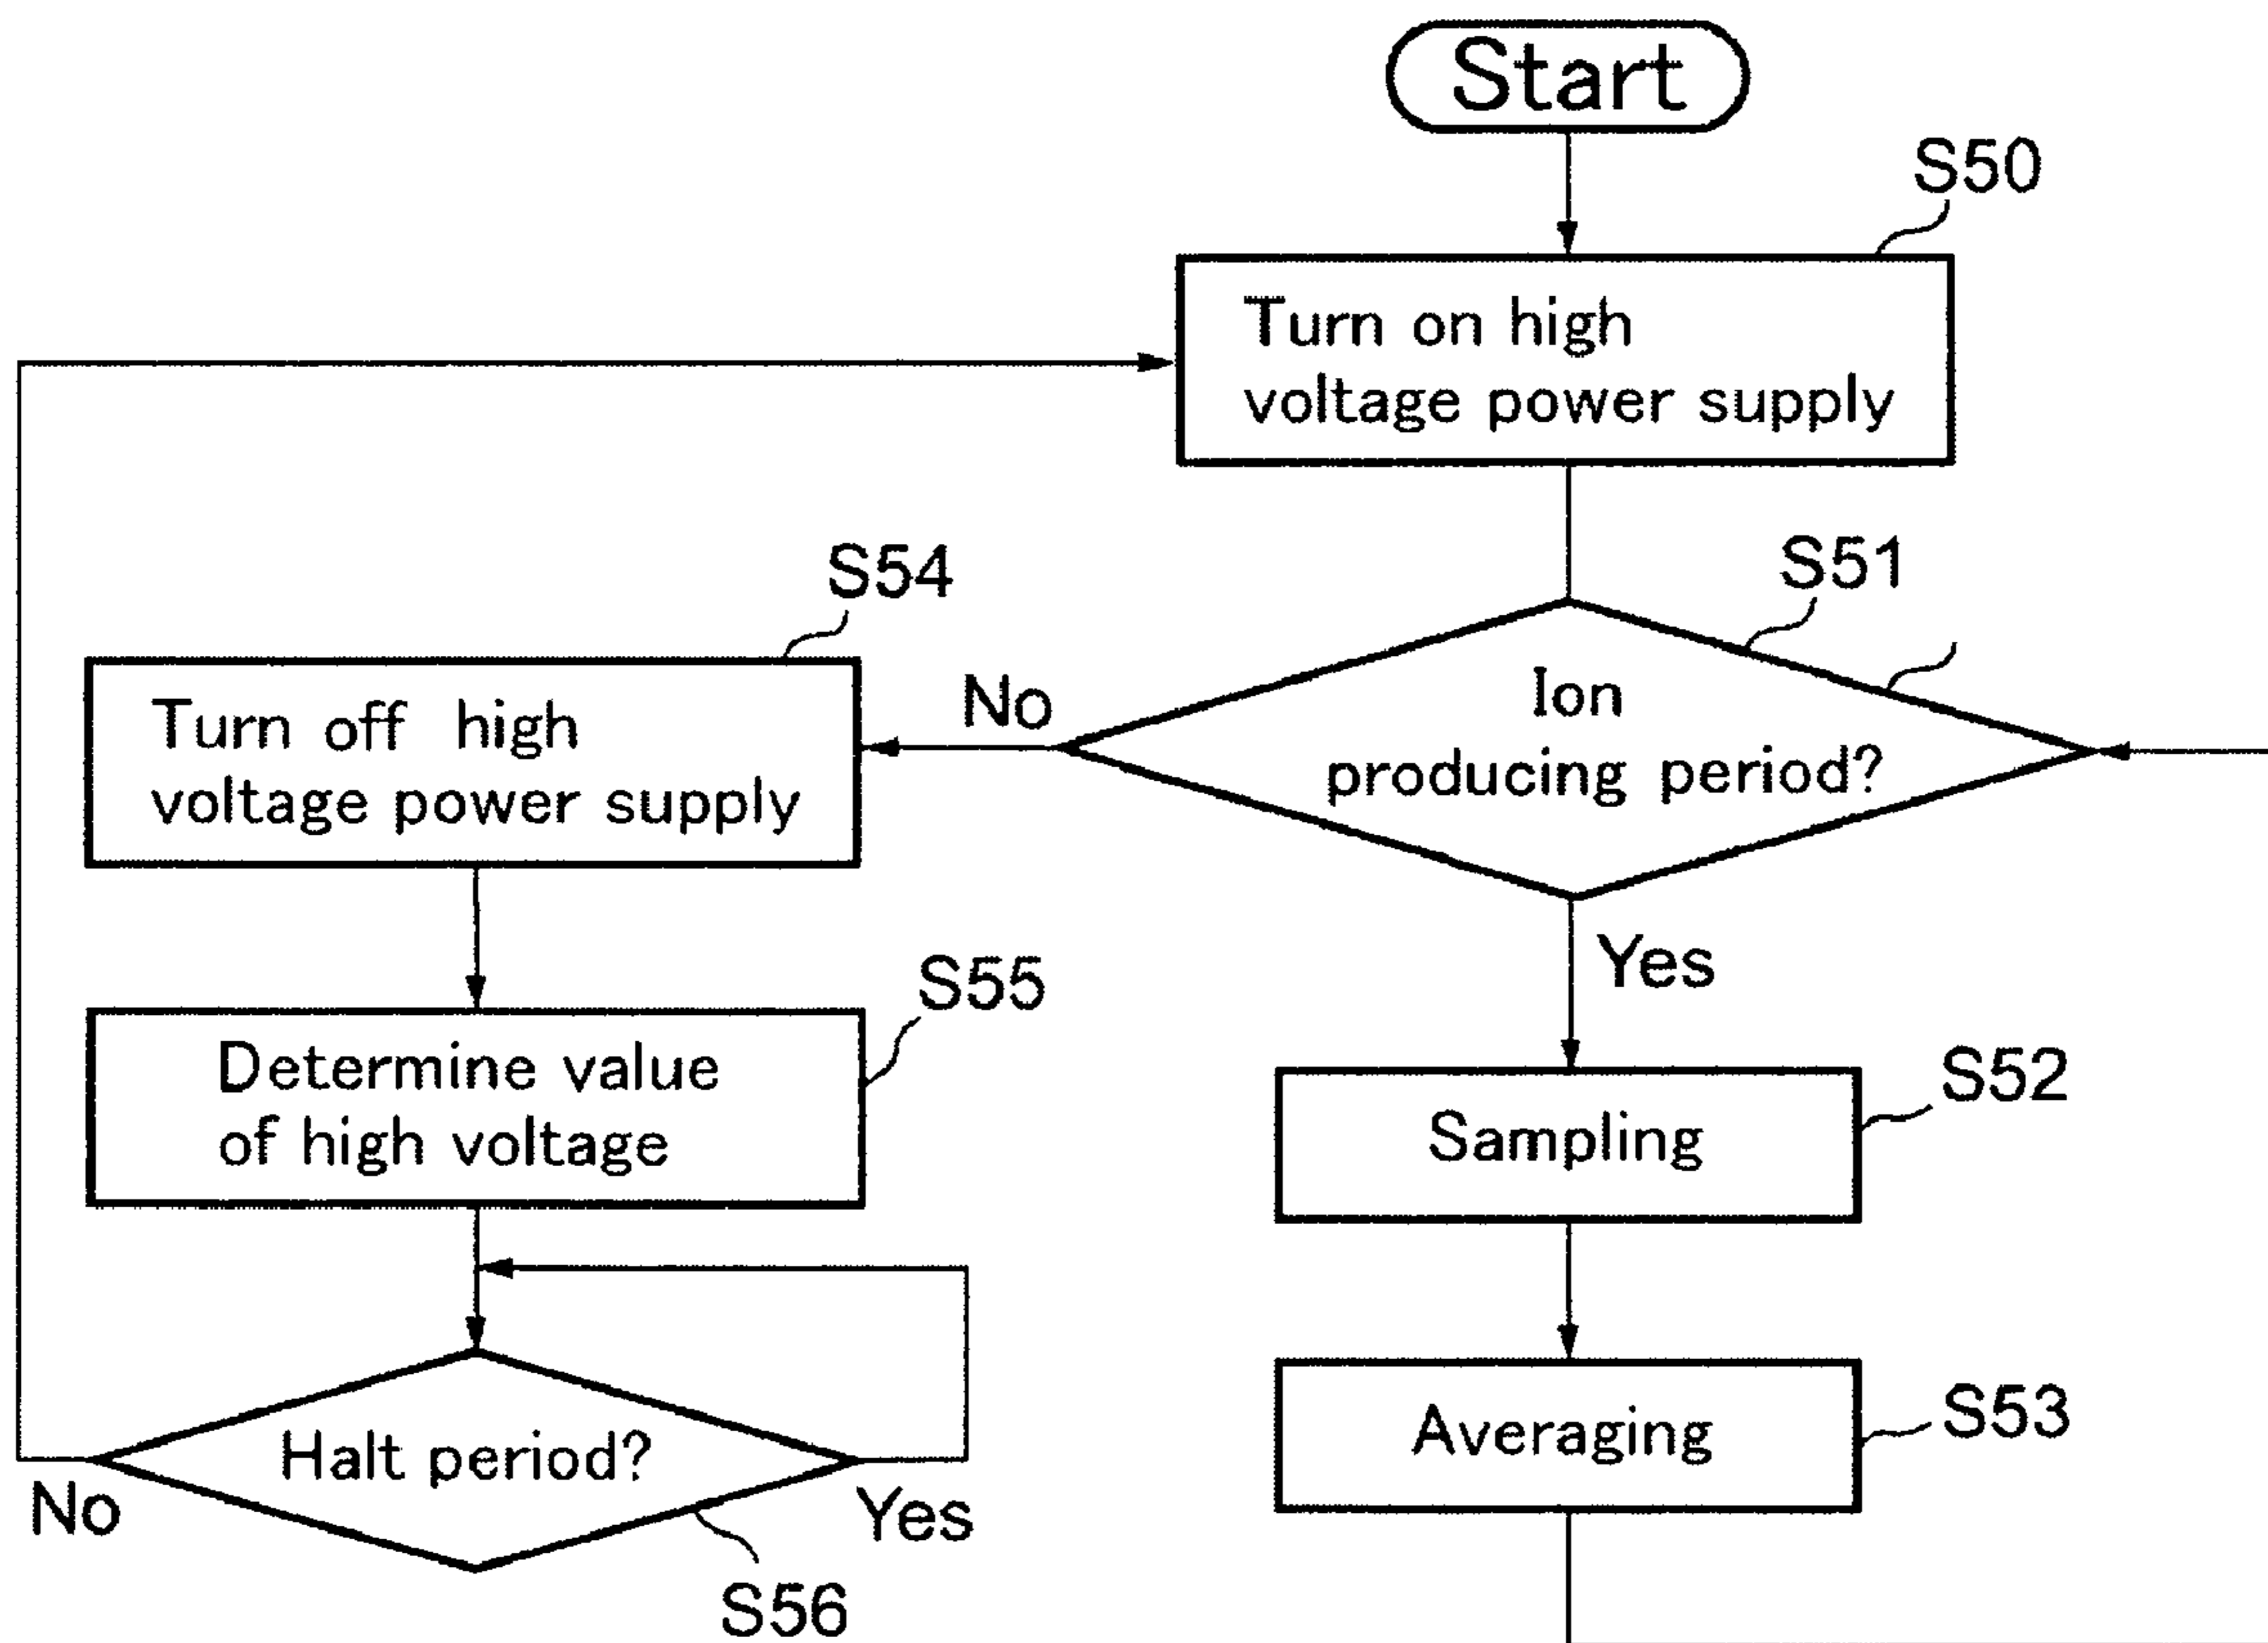 Start
S50
Turn on high
voltage power supply
S51
Ion
producing period?
No
Yes
S54
Turn off high
voltage power supply
S55
Determine value
of high voltage
S52
Sampling
S53
Averaging
Halt period?
No
Yes
S56